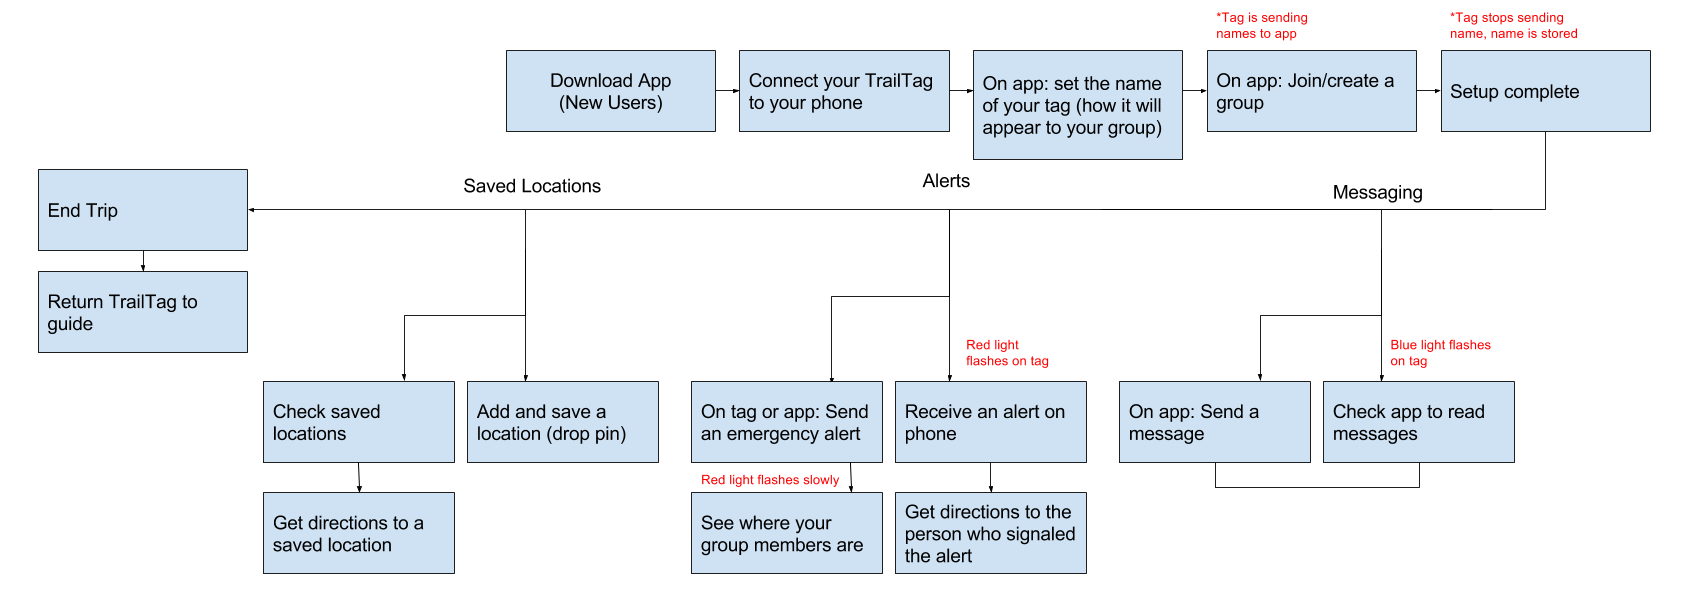 *Tag is sending
names to app
*Tag stops sending
name, name is stored
Download App
(New Users)
Connect your TrailTag
to your phone
On app: set the name
of your tag (how it will
appear to your group)
On app: Join/create a
group
Setup complete
End Trip
Saved Locations
Alerts
Messaging
Return TrailTag to
guide
Red light
flashes on tag
Blue light flashes
on tag
Check saved
locations
Add and save a
location (drop pin)
On tag or app: Send
an emergency alert
Receive an alert on
phone
On app: Send a
message
Check app to read
messages
Red light flashes slowly
Get directions to a
saved location
See where your
group members are
Get directions to the
person who signaled
the alert